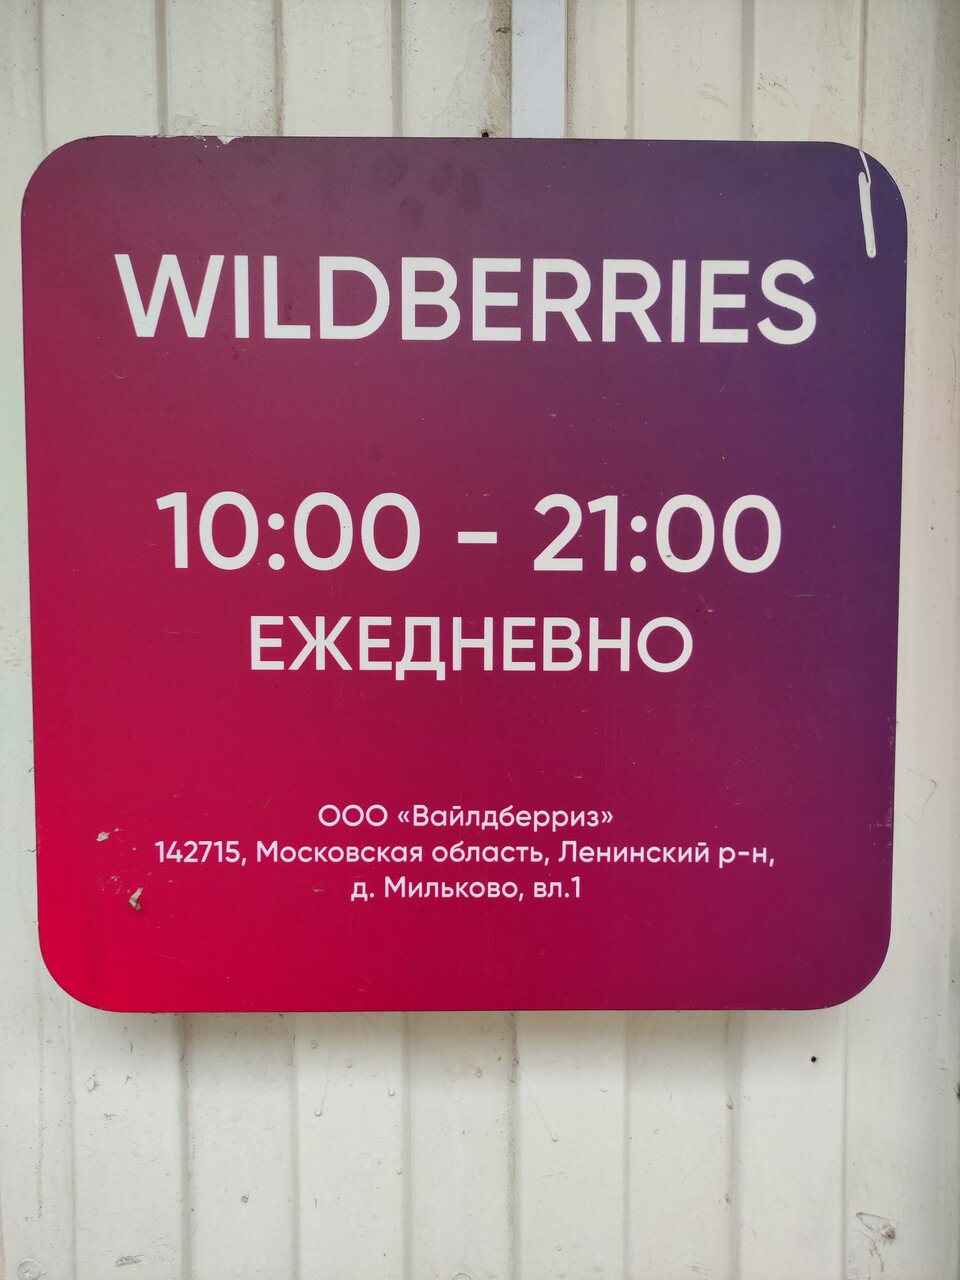 WILDBERRIES
10:00 - 21:00
ЕЖЕДНЕВНО
ООО «Вайлдберриз»
142715, Московская область, Ленинский р-н,
д. Мильково, вл.1